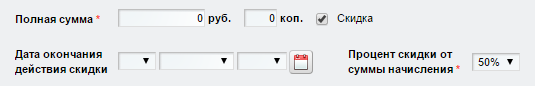 Полная сумма * 0 руб. 0 коп. Скидка
Дата окончания Процент скидки от
действия скидки суммы начисления * 50%